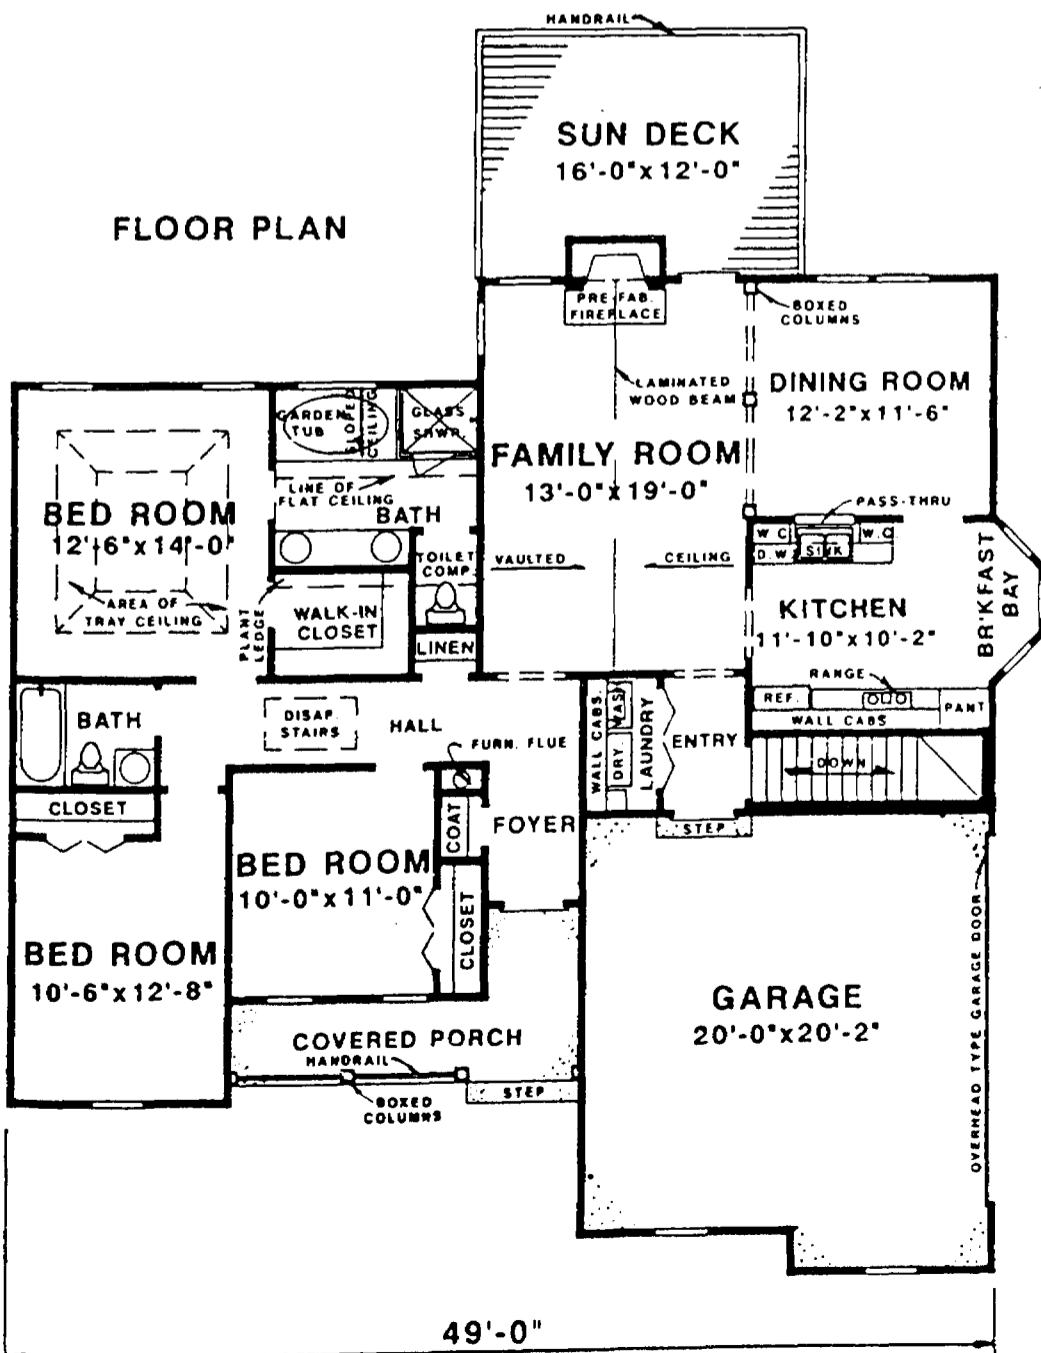 HANDRAIL
SUN DECK
16'-0"x12'-0"
FLOOR PLAN
PRE-FAB.
FIREPLACE
BOXED
COLUMNS
LAMINATED
WOOD BEAM
DINING ROOM
12'-2"x11'-6"
GARDEN
TUB
SLOPED
CEILING
GLASS
SHWR.
FAMILY ROOM
13'-0"x19'-0"
LINE OF
FLAT CEILING
BATH
BED ROOM
12'-6"x14'-0"
PASS-THRU
W.C.
D.W.
SINK
W.C.
TOILET
COMP.
VAULTED
CEILING
BR'KFAST
BAY
AREA OF
TRAY CEILING
PLANT
LEDGE
WALK-IN
CLOSET
LINEN
KITCHEN
11'-10"x10'-2"
RANGE
REF.
WALL CABS
PANT
BATH
DISAP.
STAIRS
HALL
FURN. FLUE
WALL CABS.
WASH
DRY.
LAUNDRY
ENTRY
DOWN
CLOSET
COAT
FOYER
STEP
BED ROOM
10'-0"x11'-0"
CLOSET
BED ROOM
10'-6"x12'-8"
GARAGE
20'-0"x20'-2"
OVERHEAD TYPE GARAGE DOOR
COVERED PORCH
HANDRAIL
BOXED
COLUMNS
STEP
49'-0"